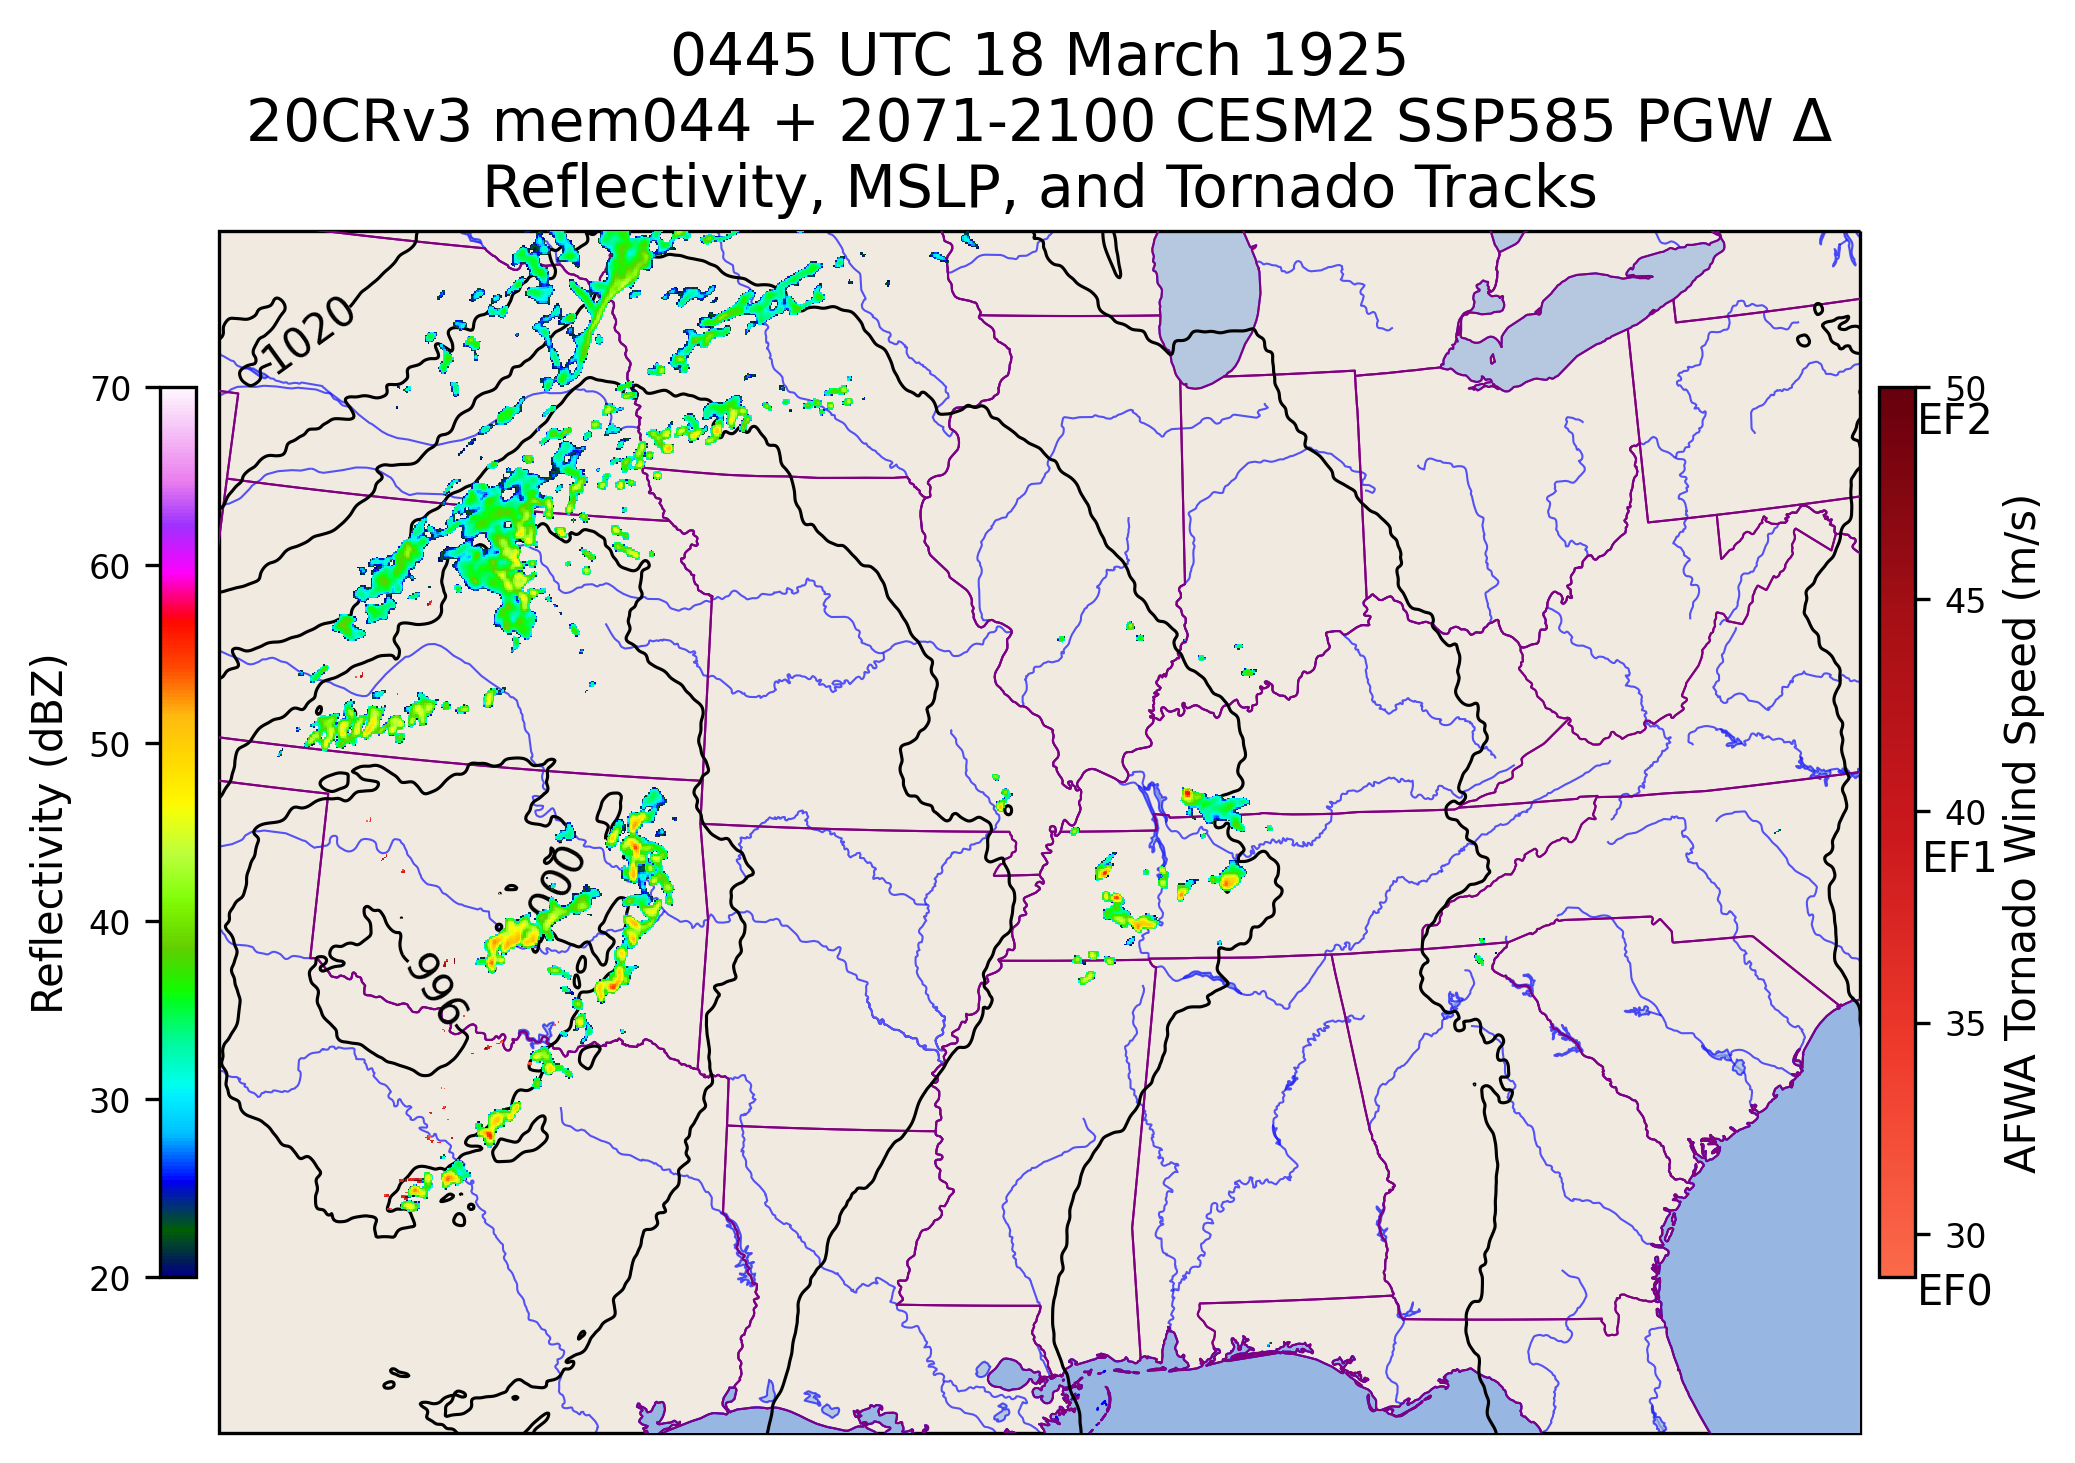 0445 UTC 18 March 1925
20CRv3 mem044 + 2071-2100 CESM2 SSP585 PGW Δ
Reflectivity, MSLP, and Tornado Tracks
1020
996
70
60
50
40
30
20
Reflectivity (dBZ)
50
EF2
45
40
EF1
35
30
EF0
AFWA Tornado Wind Speed (m/s)